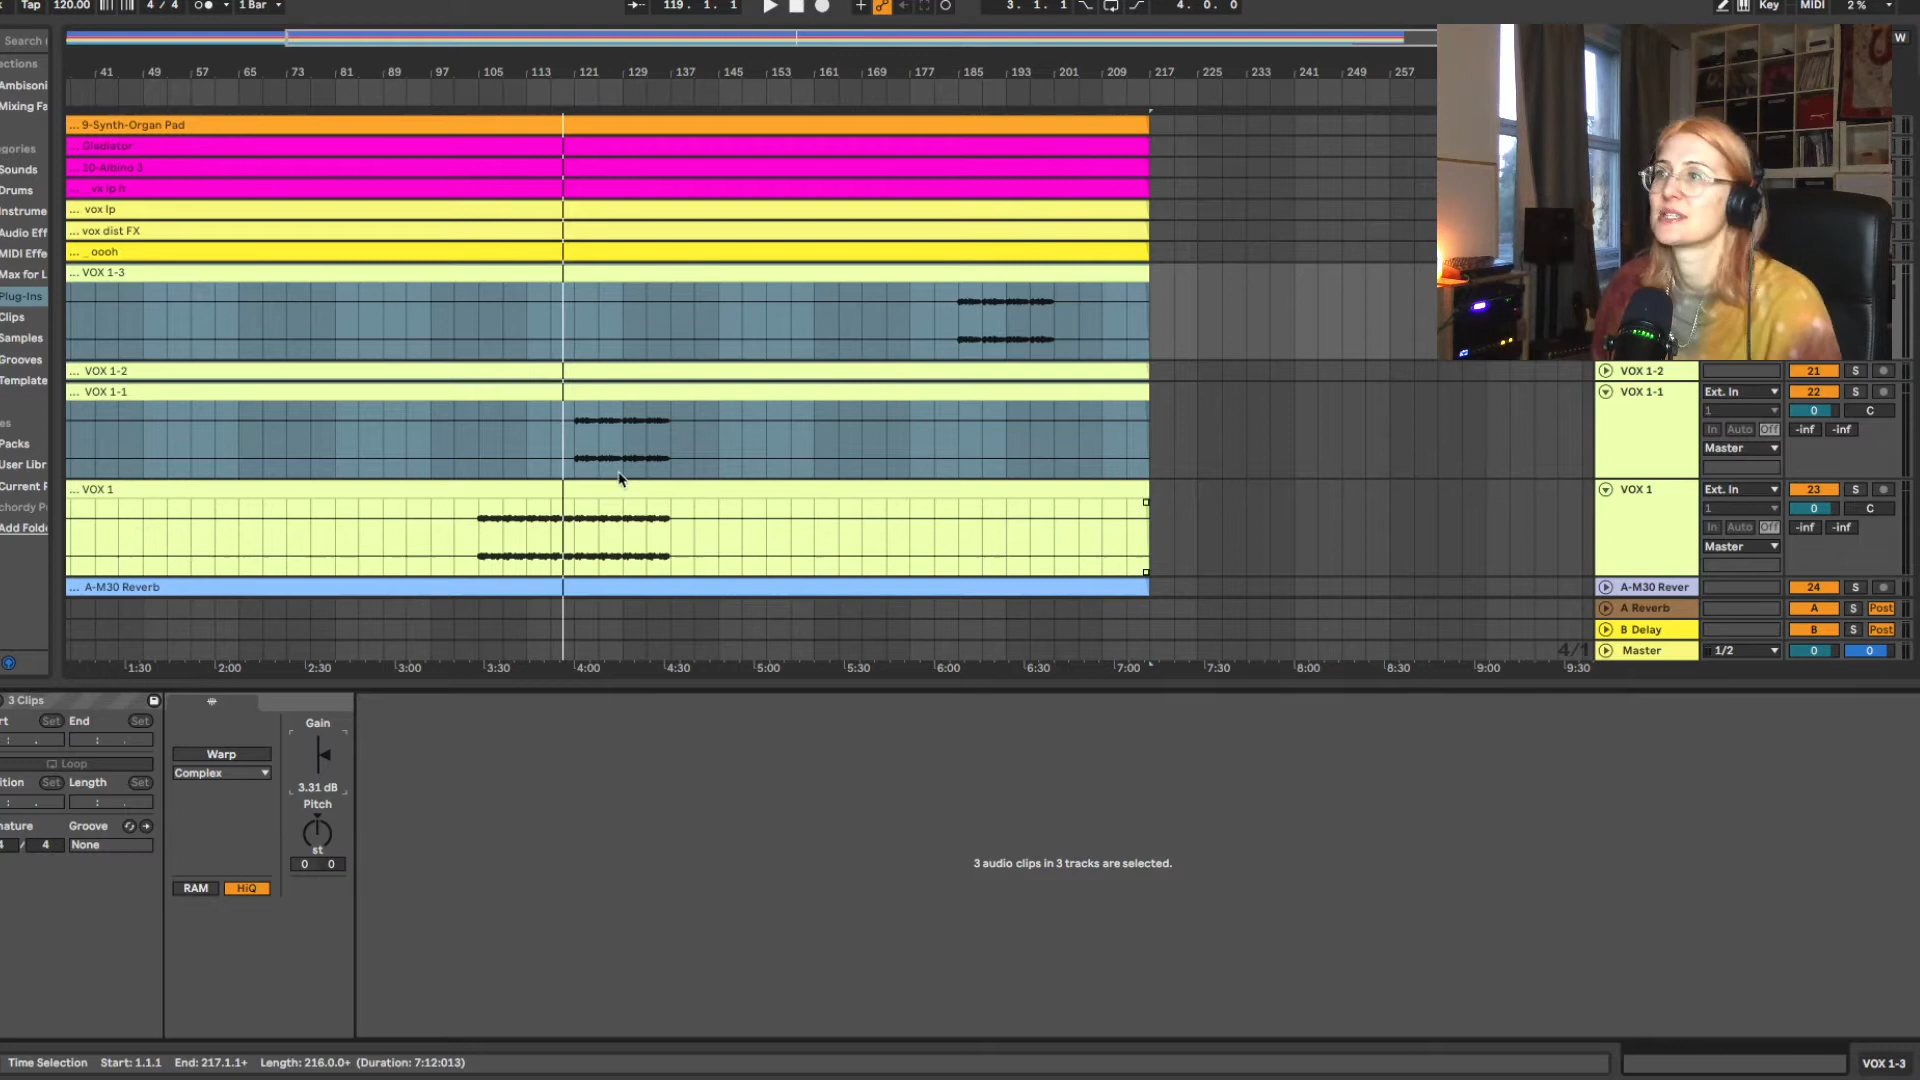 Tap 120.00 4 / 4 1 Bar 119. 1. 1 3. 1. 1 4. 0. 0 Key MIDI 2 %
Search
ections
Ambisoni
Mixing Fa
egories
Sounds
Drums
Instrume
Audio Eff
MIDI Effe
Max for L
Plug-Ins
Clips
Samples
Grooves
Template
es
Packs
User Libr
Current P
chordy P
Add Folde
41 49 57 65 73 81 89 97 105 113 121 129 137 145 153 161 169 177 185 193 201 209 217 225 233 241 249 257
W
... 9-Synth-Organ Pad
... Gladiator
... 10-Albino 3
... _ vx lp h
... vox lp
... vox dist FX
... _ oooh
... VOX 1-3
... VOX 1-2
... VOX 1-1
... VOX 1
... A-M30 Reverb
VOX 1-2 21 S
VOX 1-1 Ext. In 22 S
1 0 C
In Auto Off -inf -inf
Master
VOX 1 Ext. In 23 S
1 0 C
In Auto Off -inf -inf
Master
A-M30 Rever 24 S
A Reverb A S Post
B Delay B S Post
4/1 Master 1/2 0 0
1:30 2:00 2:30 3:00 3:30 4:00 4:30 5:00 5:30 6:00 6:30 7:00 7:30 8:00 8:30 9:00 9:30
3 Clips
rt Set End Set
Loop
ition Set Length Set
nature Groove
4 / 4 None
Warp
Complex
RAM HiQ
Gain
3.31 dB
Pitch
st
0 0
3 audio clips in 3 tracks are selected.
Time Selection Start: 1.1.1 End: 217.1.1+ Length: 216.0.0+ (Duration: 7:12:013)
VOX 1-3